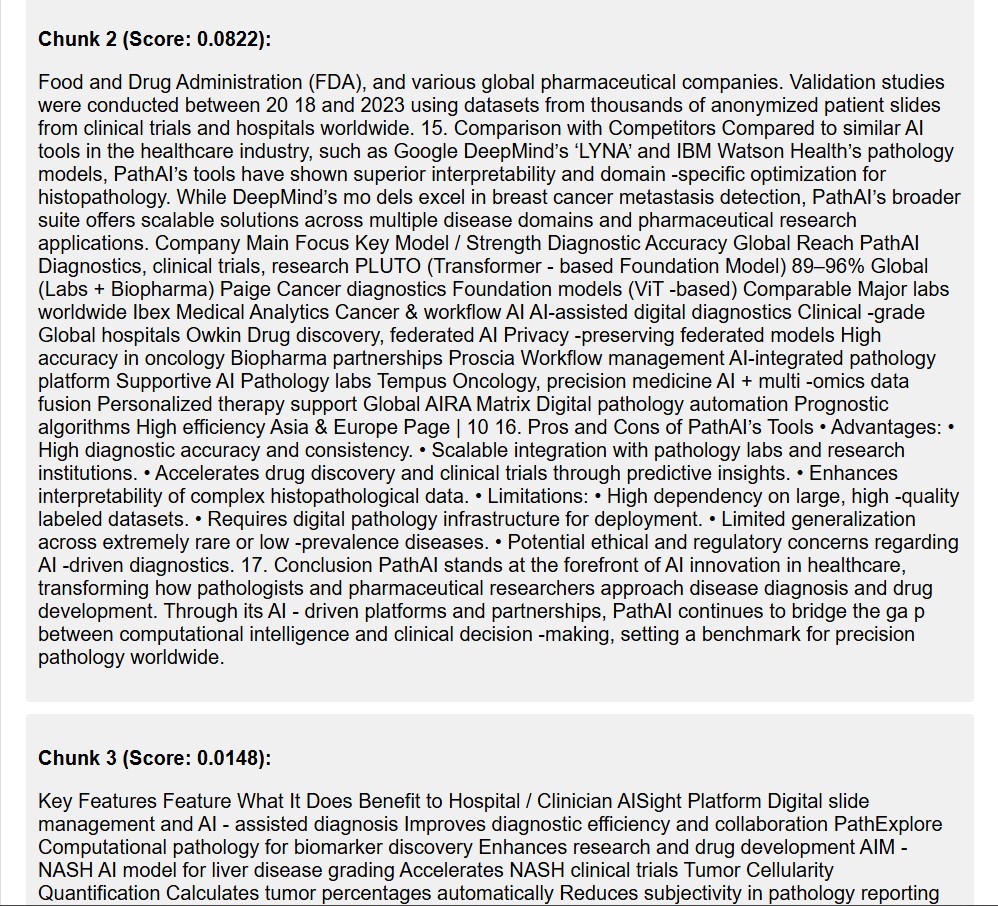 Chunk 2 (Score: 0.0822):
Food and Drug Administration (FDA), and various global pharmaceutical companies. Validation studies
were conducted between 20 18 and 2023 using datasets from thousands of anonymized patient slides
from clinical trials and hospitals worldwide. 15. Comparison with Competitors Compared to similar AI
tools in the healthcare industry, such as Google DeepMind's 'LYNA' and IBM Watson Health's pathology
models, PathAI's tools have shown superior interpretability and domain -specific optimization for
histopathology. While DeepMind's mo dels excel in breast cancer metastasis detection, PathAI's broader
suite offers scalable solutions across multiple disease domains and pharmaceutical research
applications. Company Main Focus Key Model / Strength Diagnostic Accuracy Global Reach PathAI
Diagnostics, clinical trials, research PLUTO (Transformer - based Foundation Model) 89–96% Global
(Labs + Biopharma) Paige Cancer diagnostics Foundation models (ViT -based) Comparable Major labs
worldwide Ibex Medical Analytics Cancer & workflow AI AI-assisted digital diagnostics Clinical -grade
Global hospitals Owkin Drug discovery, federated AI Privacy -preserving federated models High
accuracy in oncology Biopharma partnerships Proscia Workflow management AI-integrated pathology
platform Supportive AI Pathology labs Tempus Oncology, precision medicine AI + multi -omics data
fusion Personalized therapy support Global AIRA Matrix Digital pathology automation Prognostic
algorithms High efficiency Asia & Europe Page | 10 16. Pros and Cons of PathAI's Tools • Advantages: •
High diagnostic accuracy and consistency. • Scalable integration with pathology labs and research
institutions. • Accelerates drug discovery and clinical trials through predictive insights. • Enhances
interpretability of complex histopathological data. • Limitations: • High dependency on large, high -quality
labeled datasets. • Requires digital pathology infrastructure for deployment. • Limited generalization
across extremely rare or low -prevalence diseases. • Potential ethical and regulatory concerns regarding
AI -driven diagnostics. 17. Conclusion PathAI stands at the forefront of AI innovation in healthcare,
transforming how pathologists and pharmaceutical researchers approach disease diagnosis and drug
development. Through its AI - driven platforms and partnerships, PathAI continues to bridge the ga p
between computational intelligence and clinical decision -making, setting a benchmark for precision
pathology worldwide.
Chunk 3 (Score: 0.0148):
Key Features Feature What It Does Benefit to Hospital / Clinician AISight Platform Digital slide
management and AI - assisted diagnosis Improves diagnostic efficiency and collaboration PathExplore
Computational pathology for biomarker discovery Enhances research and drug development AIM -
NASH AI model for liver disease grading Accelerates NASH clinical trials Tumor Cellularity
Quantification Calculates tumor percentages automatically Reduces subjectivity in pathology reporting